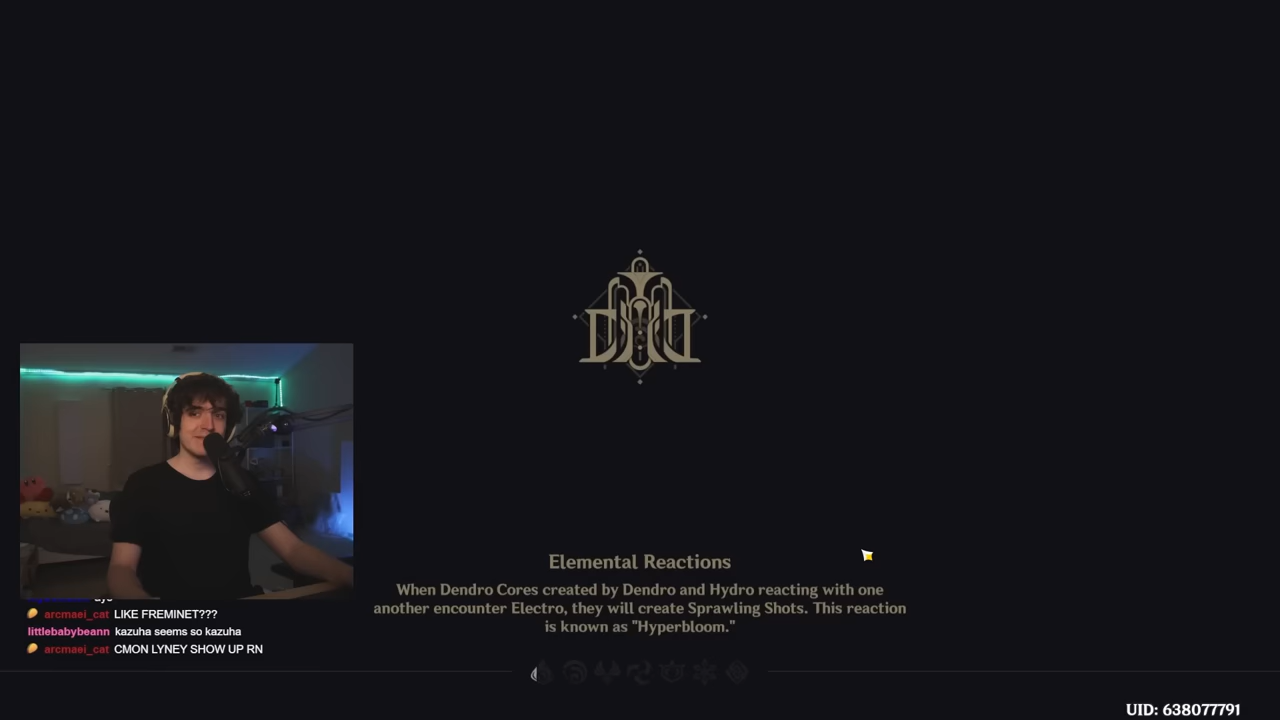 Elemental Reactions
When Dendro Cores created by Dendro and Hydro reacting with one
another encounter Electro, they will create Sprawling Shots. This reaction
is known as "Hyperbloom."
arcmaei_cat LIKE FREMINET???
littlebabybeann kazuha seems so kazuha
arcmaei_cat CMON LYNEY SHOW UP RN
UID: 638077791